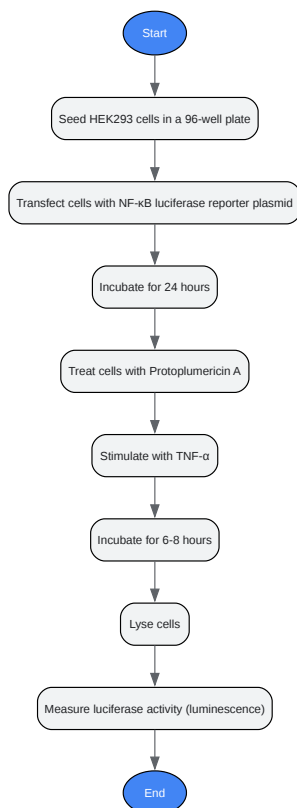 Start
Seed HEK293 cells in a 96-well plate
Transfect cells with NF-κB luciferase reporter plasmid
Incubate for 24 hours
Treat cells with Protoplumericin A
Stimulate with TNF-α
Incubate for 6-8 hours
Lyse cells
Measure luciferase activity (luminescence)
End